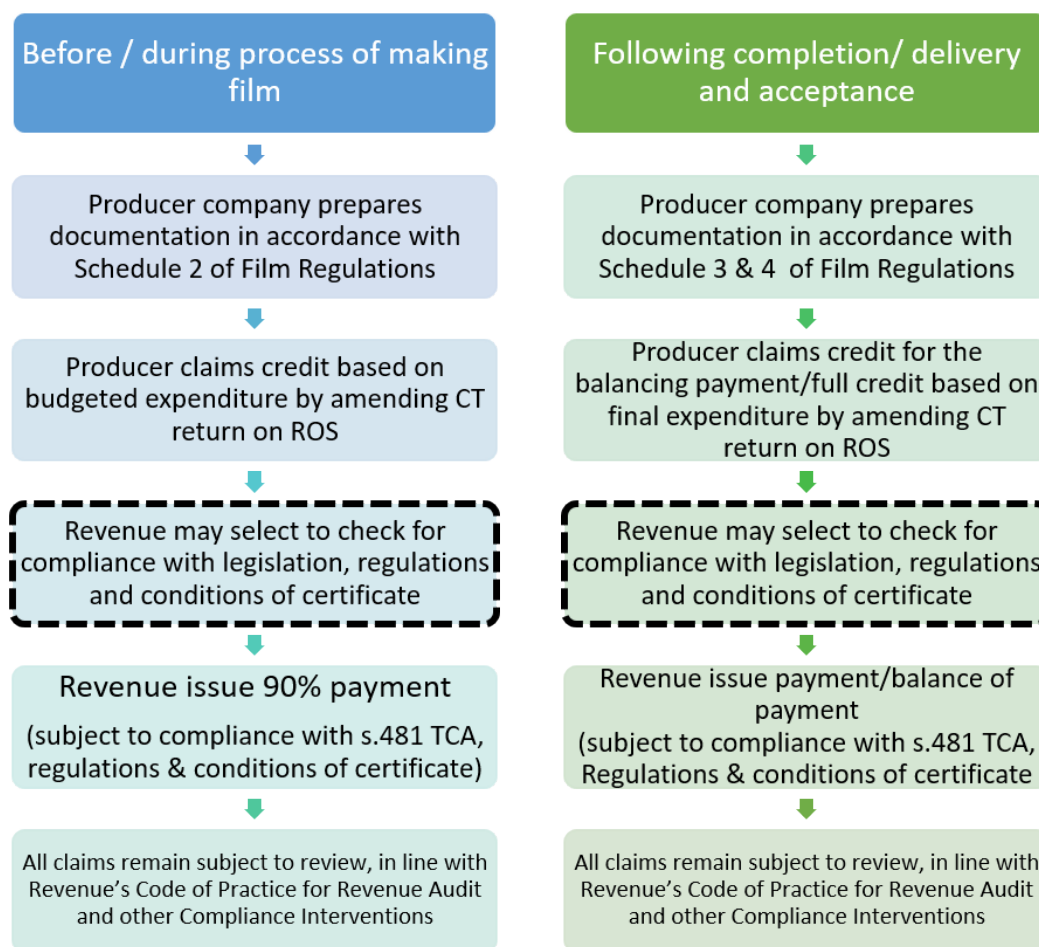 Before / during process of making
film
Producer company prepares
documentation in accordance with
Schedule 2 of Film Regulations
Producer claims credit based on
budgeted expenditure by amending CT
return on ROS
Revenue may select to check for
compliance with legislation, regulations
and conditions of certificate
Revenue issue 90% payment
(subject to compliance with s.481 TCA,
regulations & conditions of certificate)
All claims remain subject to review, in line with
Revenue's Code of Practice for Revenue Audit
and other Compliance Interventions
Following completion/ delivery
and acceptance
Producer company prepares
documentation in accordance with
Schedule 3 & 4 of Film Regulations
Producer claims credit for the
balancing payment/full credit based on
final expenditure by amending CT
return on ROS
Revenue may select to check for
compliance with legislation, regulations
and conditions of certificate
Revenue issue payment/balance of
payment
(subject to compliance with s.481 TCA,
Regulations & conditions of certificate
All claims remain subject to review, in line with
Revenue's Code of Practice for Revenue Audit
and other Compliance Interventions